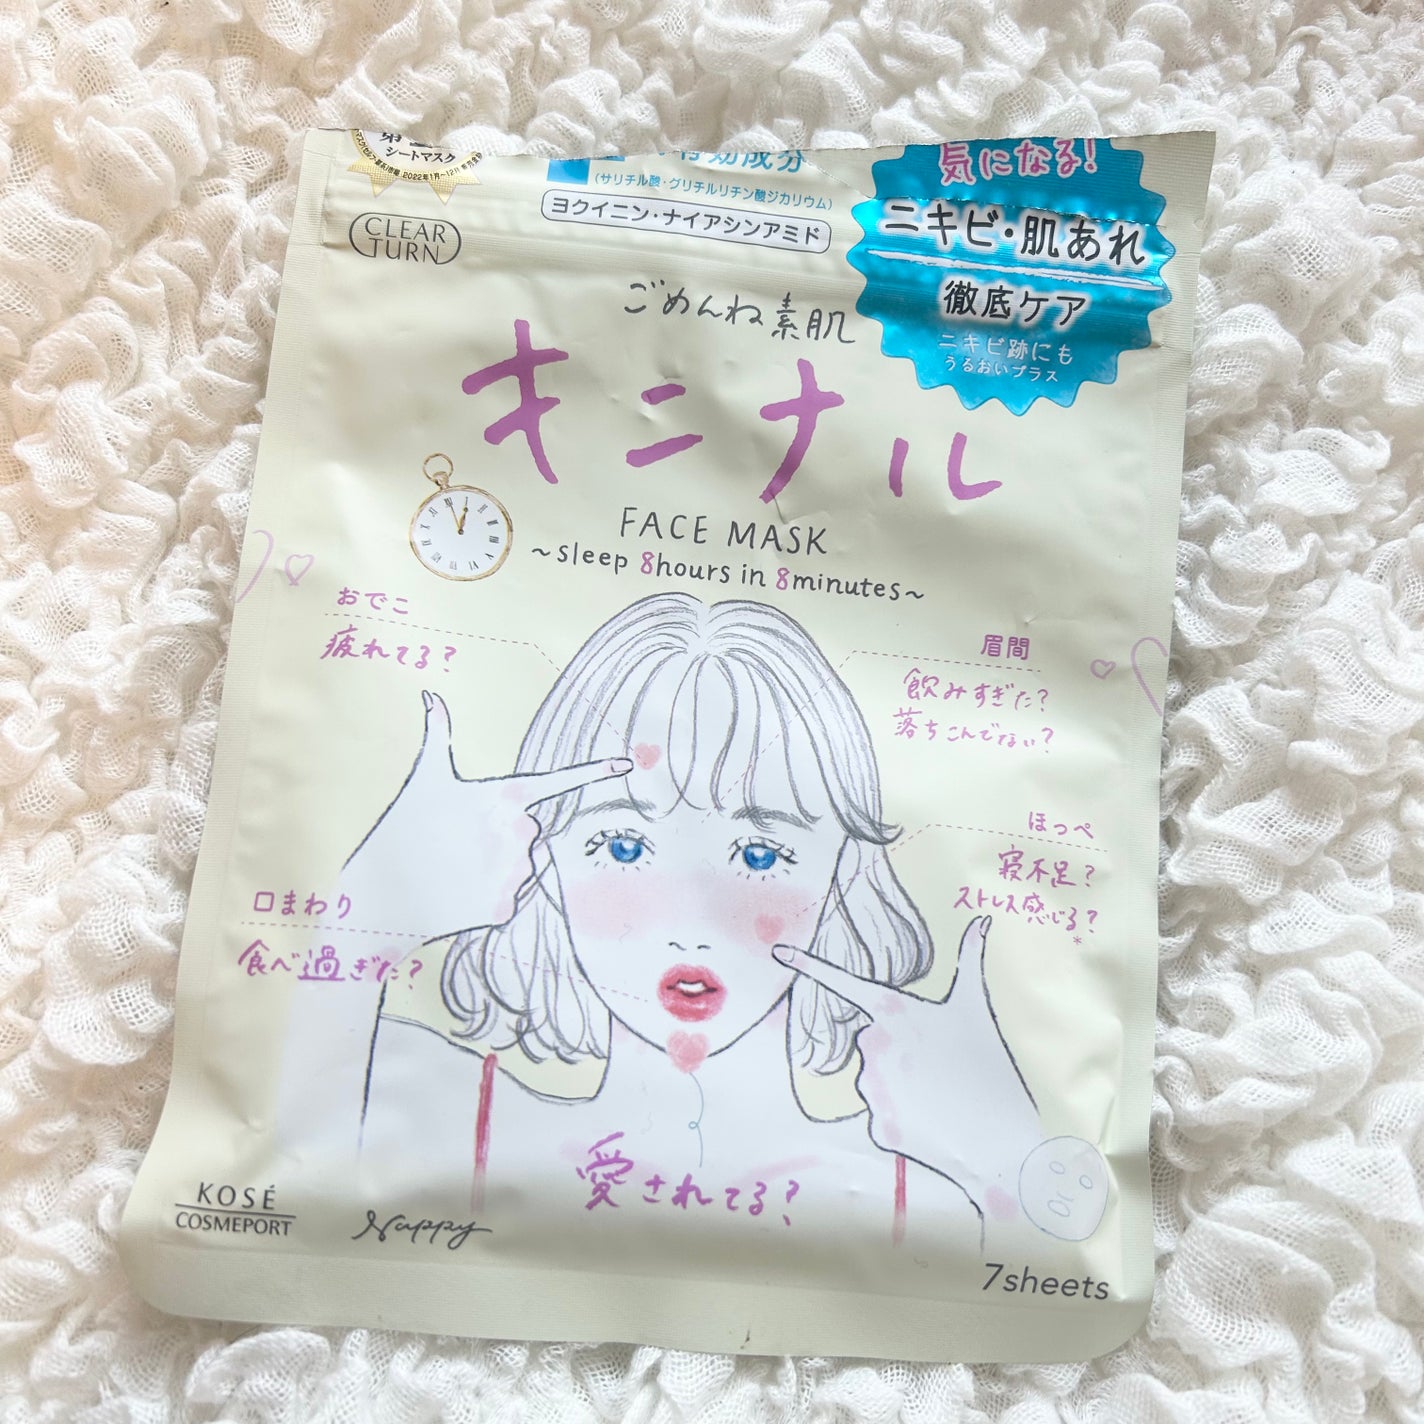 シートマスク
有効成分
(サリチル酸・グリチルリチン酸ジカリウム)
ヨクイニン・ナイアシンアミド
気になる!
ニキビ・肌あれ
徹底ケア
ニキビ跡にも
うるおいプラス
CLEAR
TURN
ごめんね素肌
キニナル
FACE MASK
~sleep 8hours in 8minutes~
おでこ
疲れてる?
眉間
飲みすぎた?
落ちこんでない?
ほっぺ
寝不足?
ストレス感じる?
*
口まわり
食べ過ぎた?
愛されてる?
KOSÉ
COSMEPORT
Nappy
7sheets